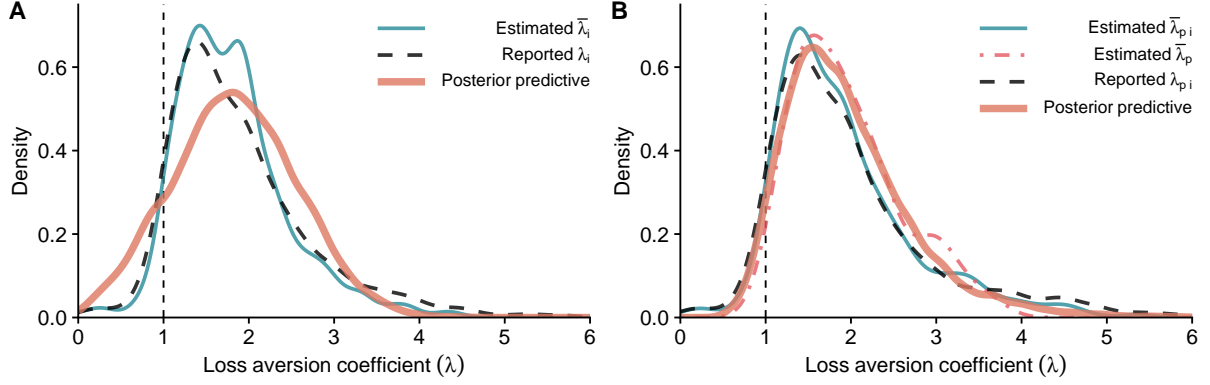 A
Estimated λ̄ᵢ
Reported λᵢ
Posterior predictive
Density
0.6
0.4
0.2
0.0
0 1 2 3 4 5 6
Loss aversion coefficient (λ)
B
Estimated λ̄ₚ ᵢ
Estimated λ̄ₚ
Reported λₚ ᵢ
Posterior predictive
Density
0.6
0.4
0.2
0.0
0 1 2 3 4 5 6
Loss aversion coefficient (λ)